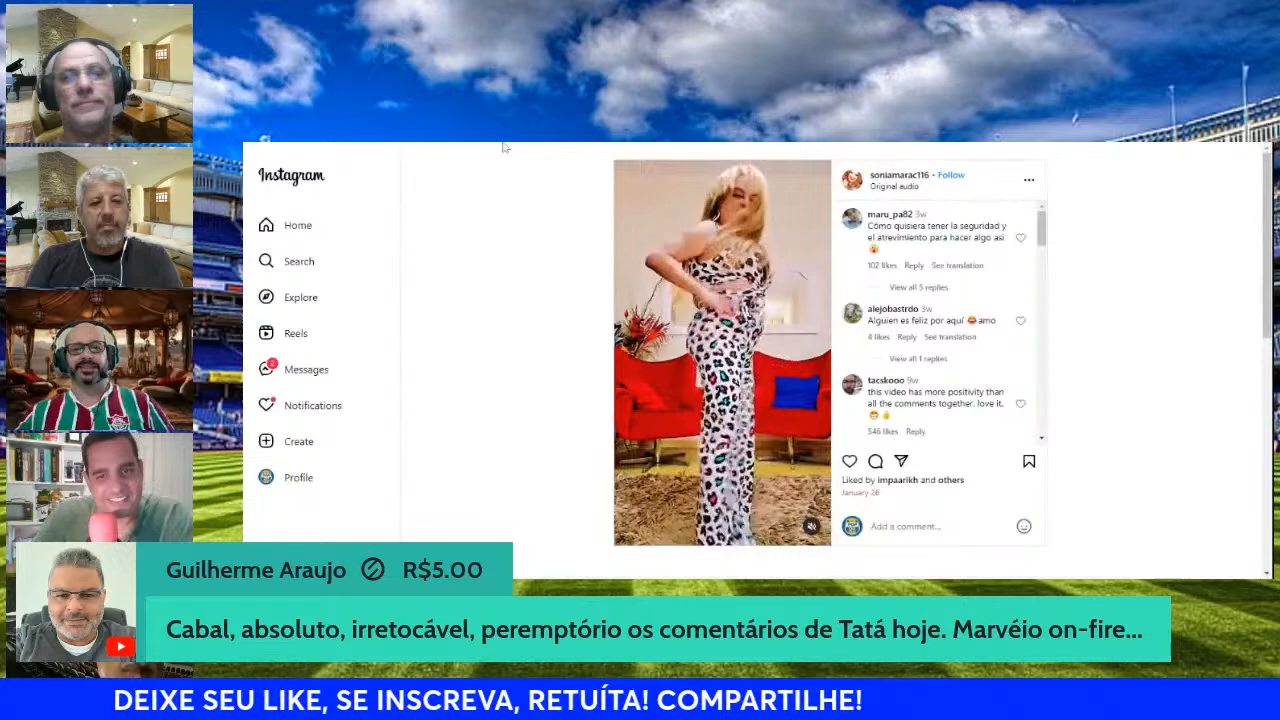 Instagram
Home
Search
Explore
Reels
2
Messages
Notifications
Create
Profile
soniamarac116 • Follow
Original audio
maru_pa82 3w
Cómo quisiera tener la seguridad y
el atrevimiento para hacer algo asi
102 likes Reply See translation
View all 5 replies
alejobastrdo 3w
Alguien es feliz por aquí 😂 amo
4 likes Reply See translation
View all 1 replies
tacskooo 9w
this video has more positivity than
all the comments together. love it.
546 likes Reply
Liked by impaarikh and others
January 26
Add a comment...
Guilherme Araujo R$5.00
Cabal, absoluto, irretocável, peremptório os comentários de Tatá hoje. Marvéio on-fire...
DEIXE SEU LIKE, SE INSCREVA, RETUÍTA! COMPARTILHE!